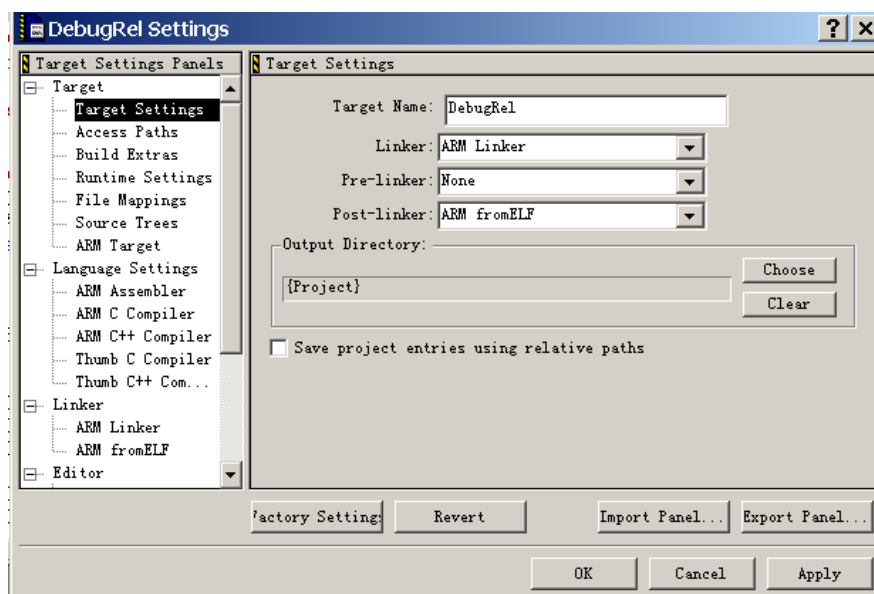 DebugRel Settings
Target Settings Panels
Target
Target Settings
Access Paths
Build Extras
Runtime Settings
File Mappings
Source Trees
ARM Target
Language Settings
ARM Assembler
ARM C Compiler
ARM C++ Compiler
Thumb C Compiler
Thumb C++ Com...
Linker
ARM Linker
ARM fromELF
Editor
Target Settings
Target Name: DebugRel
Linker: ARM Linker
Pre-linker: None
Post-linker: ARM fromELF
Output Directory:
{Project}
Choose
Clear
Save project entries using relative paths
actory Setting
Revert
Import Panel...
Export Panel...
OK
Cancel
Apply